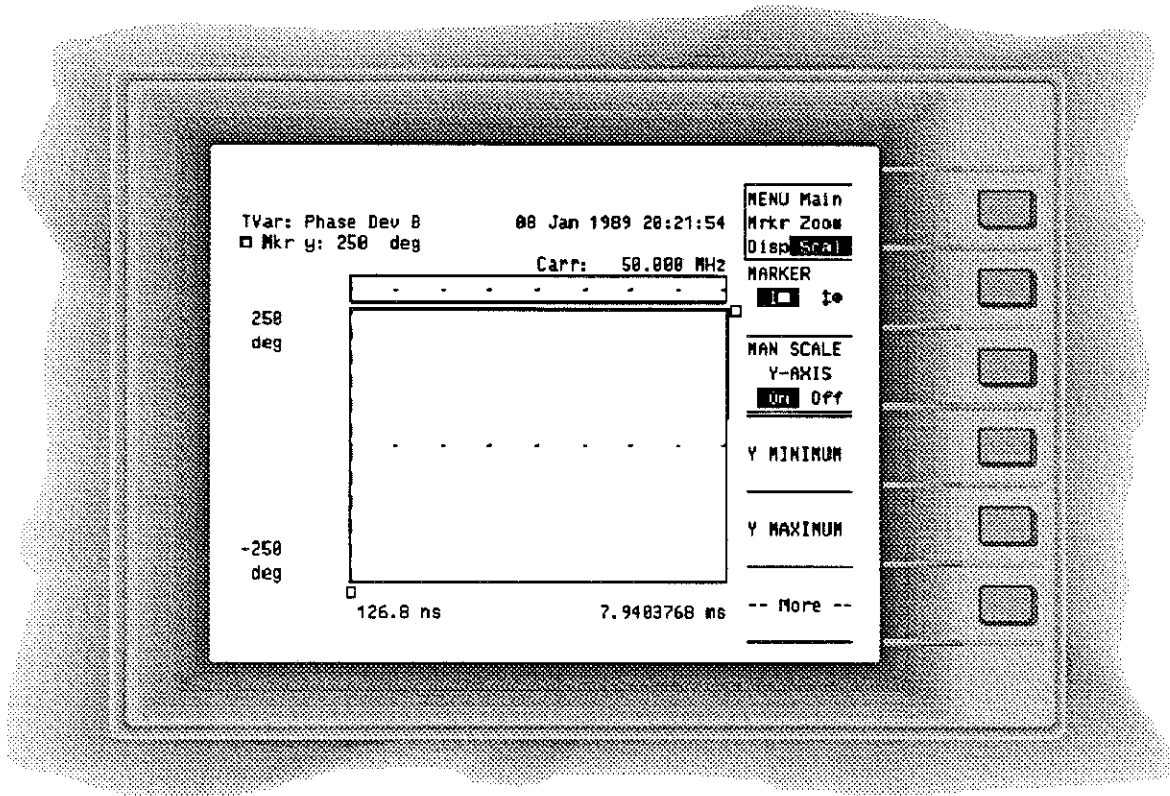 TVar: Phase Dev B 08 Jan 1989 20:21:54
Mkr y: 250 deg
Carr: 50.000 MHz
250
deg
-250
deg
126.8 ns 7.9403768 ms
MENU Main
Mrkr Zoom
Disp Scal
MARKER
MAN SCALE
Y-AXIS
On Off
Y MINIMUM
Y MAXIMUM
-- More --